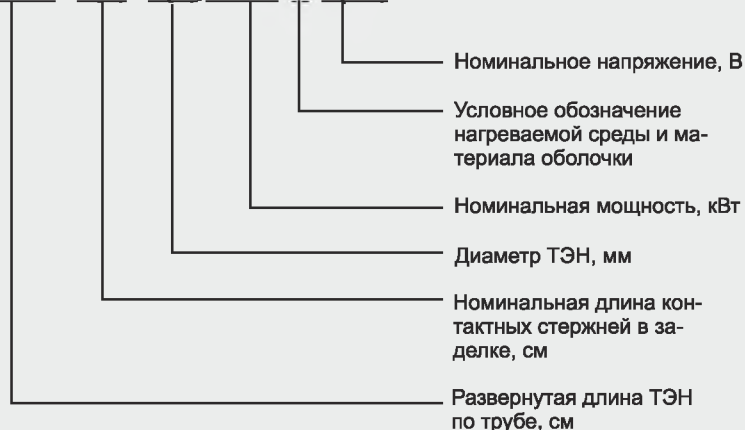 Номинальное напряжение, В
Условное обозначение
нагреваемой среды и ма-
териала оболочки
Номинальная мощность, кВт
Диаметр ТЭН, мм
Номинальная длина кон-
тактных стержней в за-
делке, см
Развернутая длина ТЭН
по трубе, см